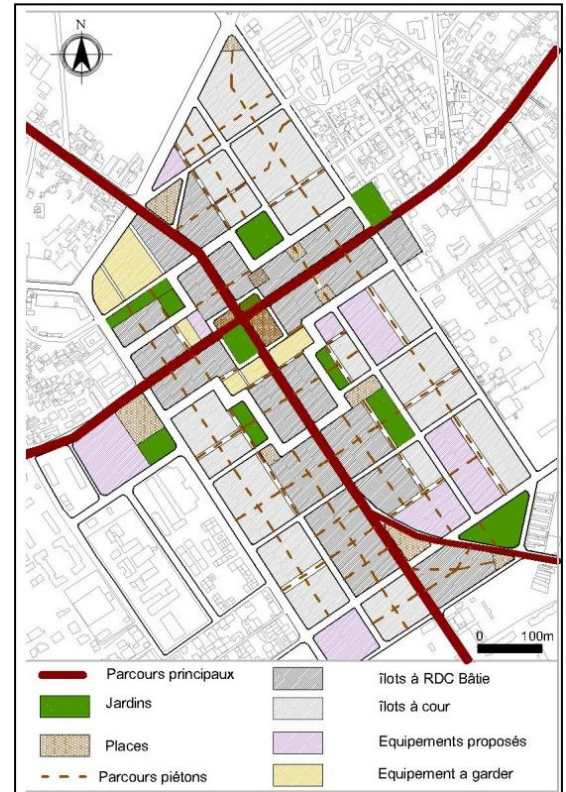 N
0 100m
Parcours principaux
Jardins
Places
Parcours piétons
îlots à RDC Bâtie
îlots à cour
Equipements proposés
Equipement a garder